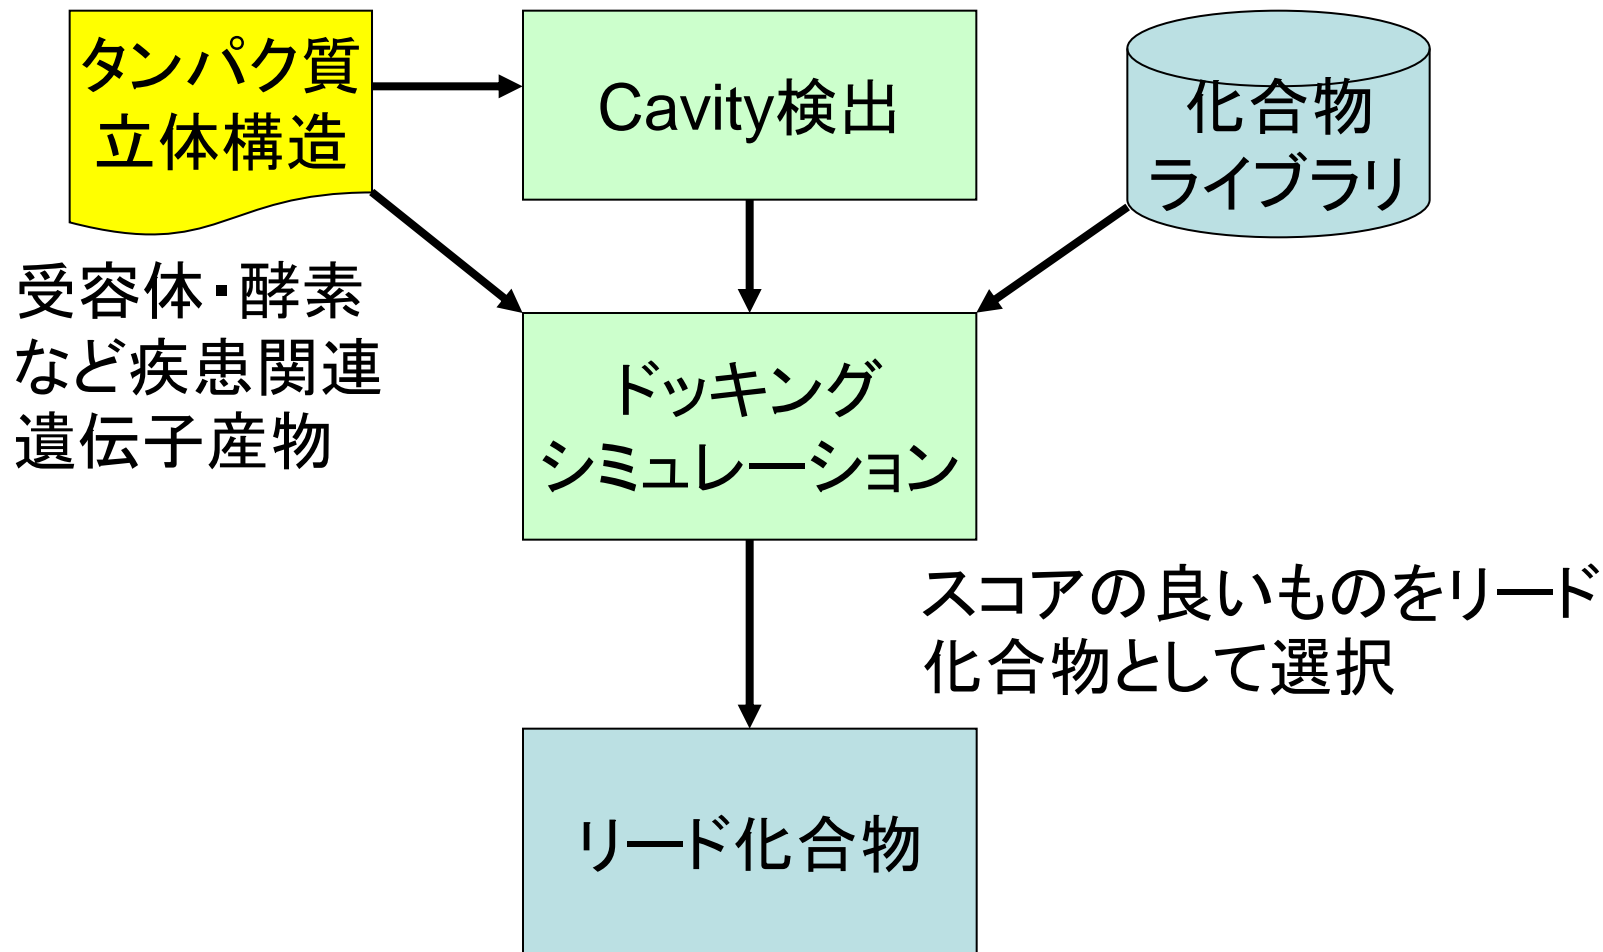 タンパク質
立体構造
Cavity検出
化合物
ライブラリ
受容体・酵素
など疾患関連
遺伝子産物
ドッキング
シミュレーション
スコアの良いものをリード
化合物として選択
リード化合物